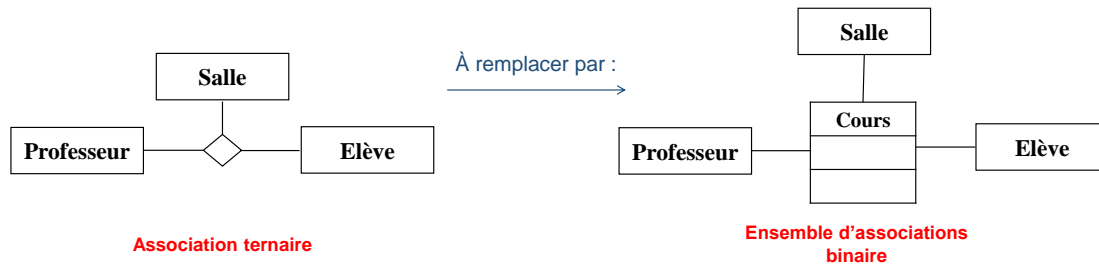 Salle
Professeur
Elève
Association ternaire
À remplacer par :
Salle
Cours
Professeur
Elève
Ensemble d’associations
binaire